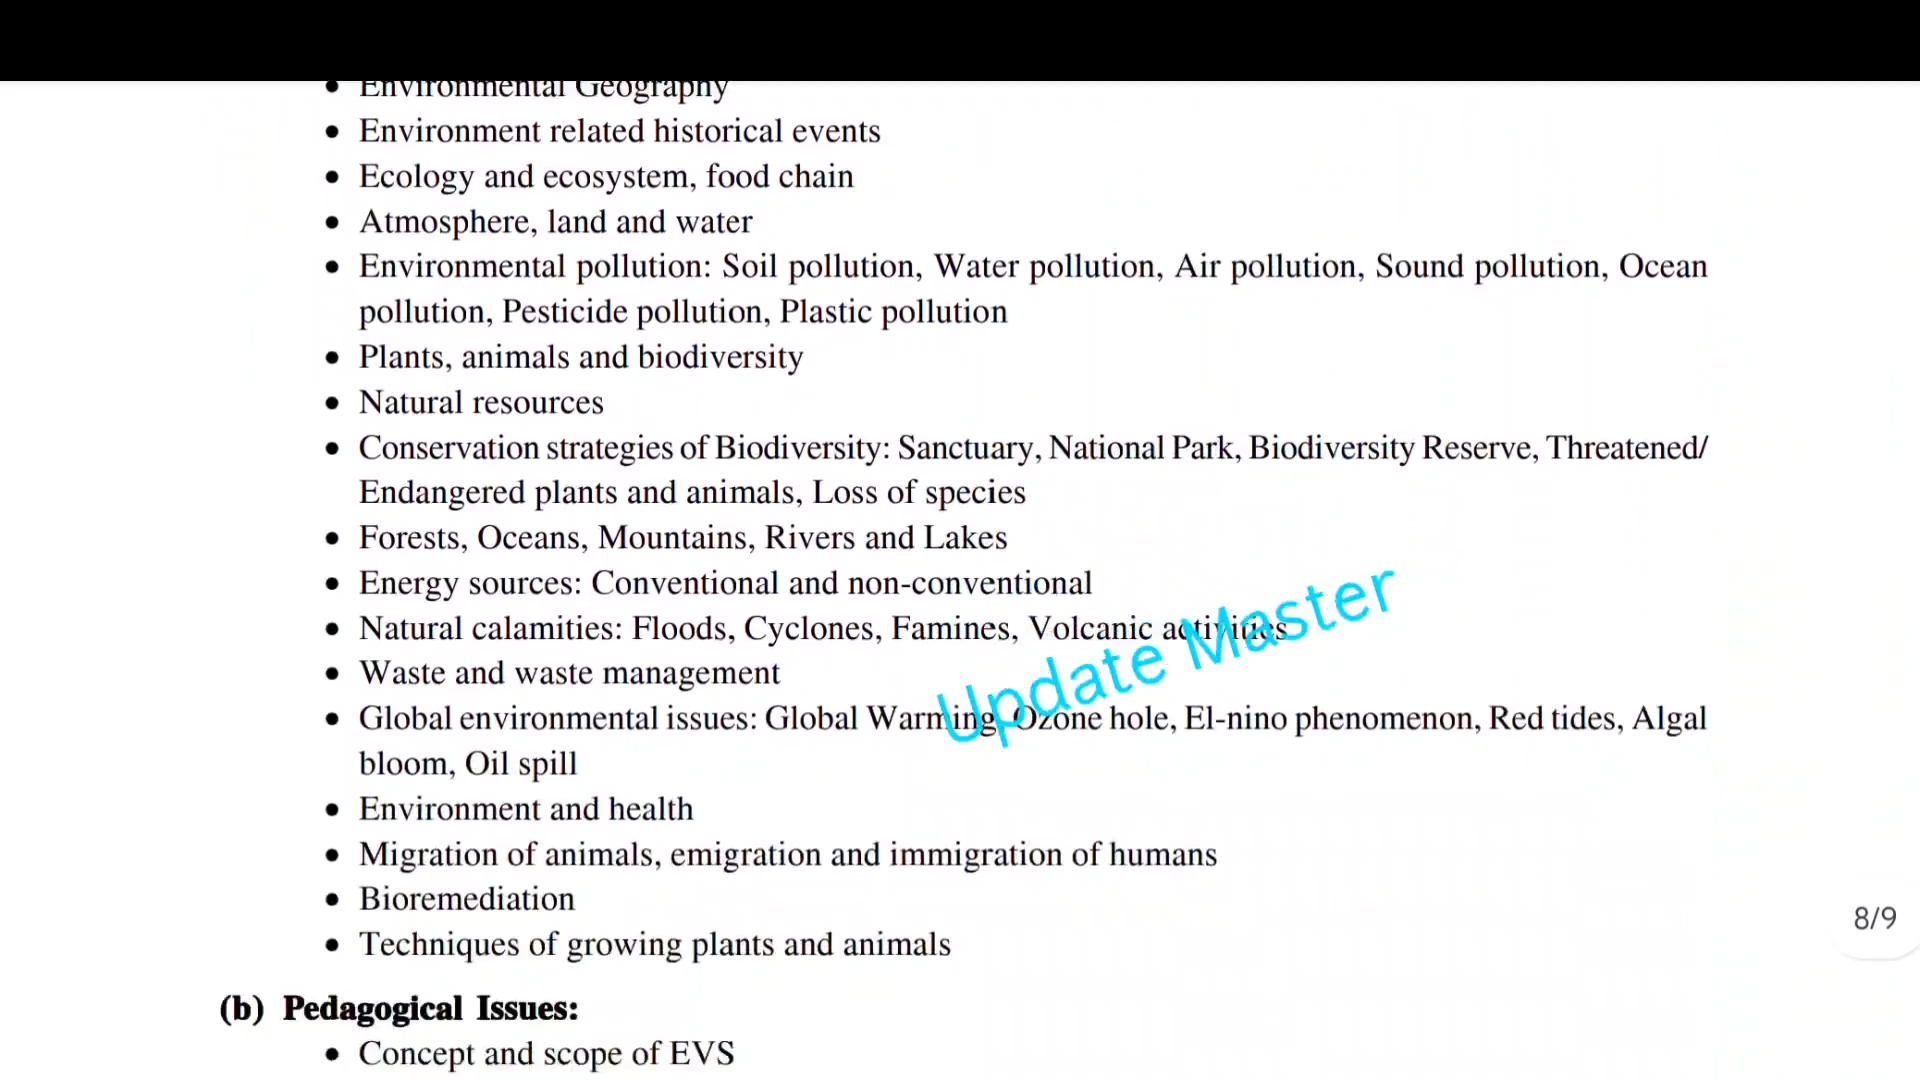 • Environmental Geography
• Environment related historical events
• Ecology and ecosystem, food chain
• Atmosphere, land and water
• Environmental pollution: Soil pollution, Water pollution, Air pollution, Sound pollution, Ocean
pollution, Pesticide pollution, Plastic pollution
• Plants, animals and biodiversity
• Natural resources
• Conservation strategies of Biodiversity: Sanctuary, National Park, Biodiversity Reserve, Threatened/
Endangered plants and animals, Loss of species
• Forests, Oceans, Mountains, Rivers and Lakes
• Energy sources: Conventional and non-conventional
• Natural calamities: Floods, Cyclones, Famines, Volcanic activities
• Waste and waste management
• Global environmental issues: Global Warming, Ozone hole, El-nino phenomenon, Red tides, Algal
bloom, Oil spill
• Environment and health
• Migration of animals, emigration and immigration of humans
• Bioremediation
• Techniques of growing plants and animals
(b) Pedagogical Issues:
• Concept and scope of EVS
Update Master
8/9